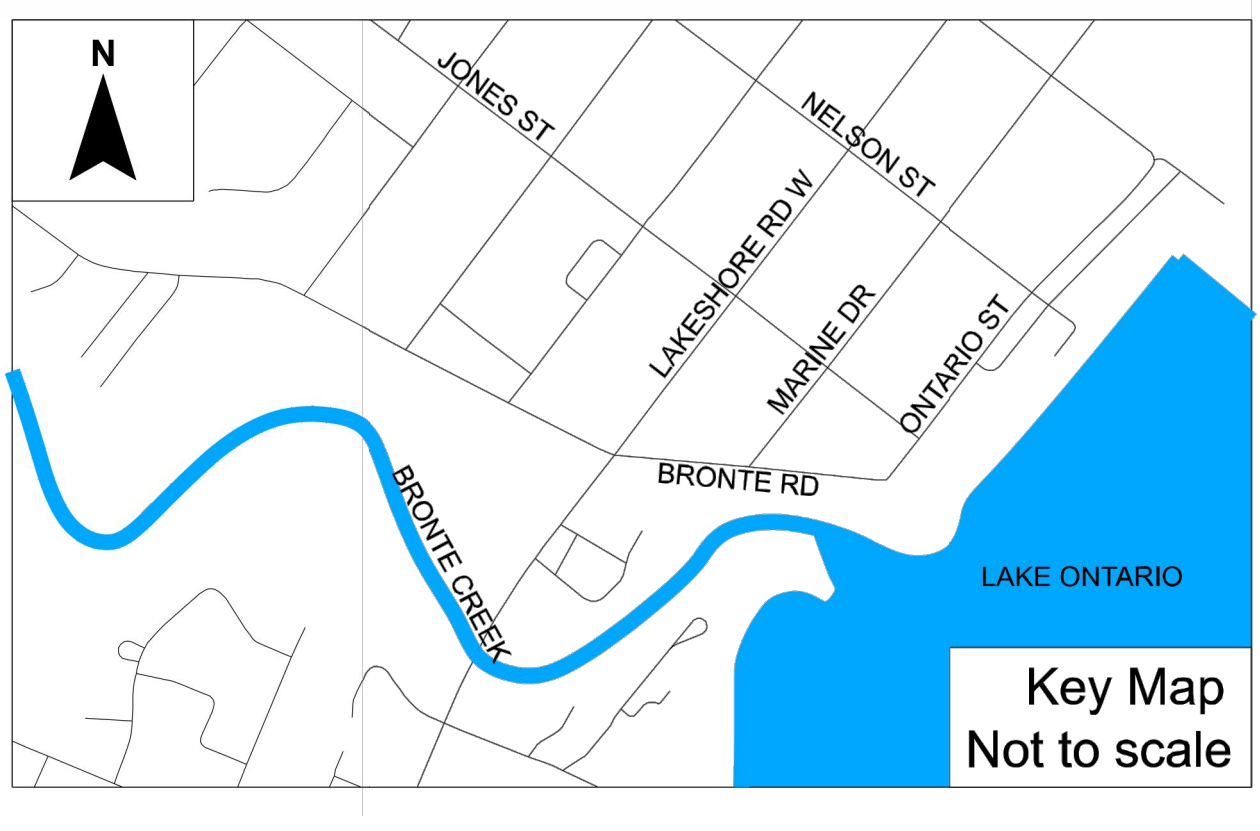 N
JONES ST
NELSON ST
LAKESHORE RD W
MARINE DR
ONTARIO ST
BRONTE RD
BRONTE CREEK
LAKE ONTARIO
Key Map
Not to scale